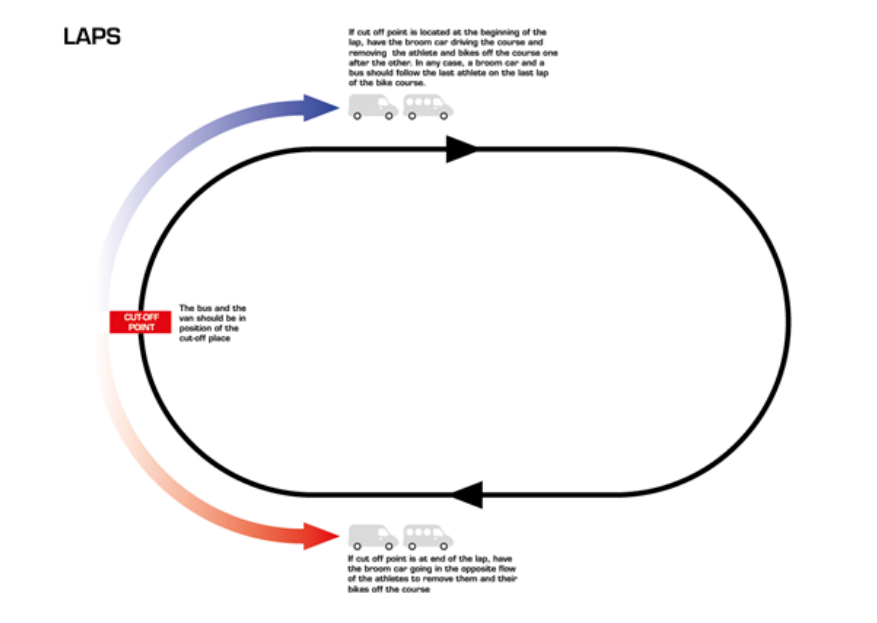 LAPS
If cut off point is located at the beginning of the
lap, have the broom car driving the course and
removing the athlete and bikes off the course one
after the other. In any case, a broom car and a
bus should follow the last athlete on the last lap
of the bike course.
CUT-OFF
POINT
The bus and the
van should be in
position of the
cut-off place
If cut off point is at end of the lap, have
the broom car going in the opposite flow
of the athletes to remove them and their
bikes off the course